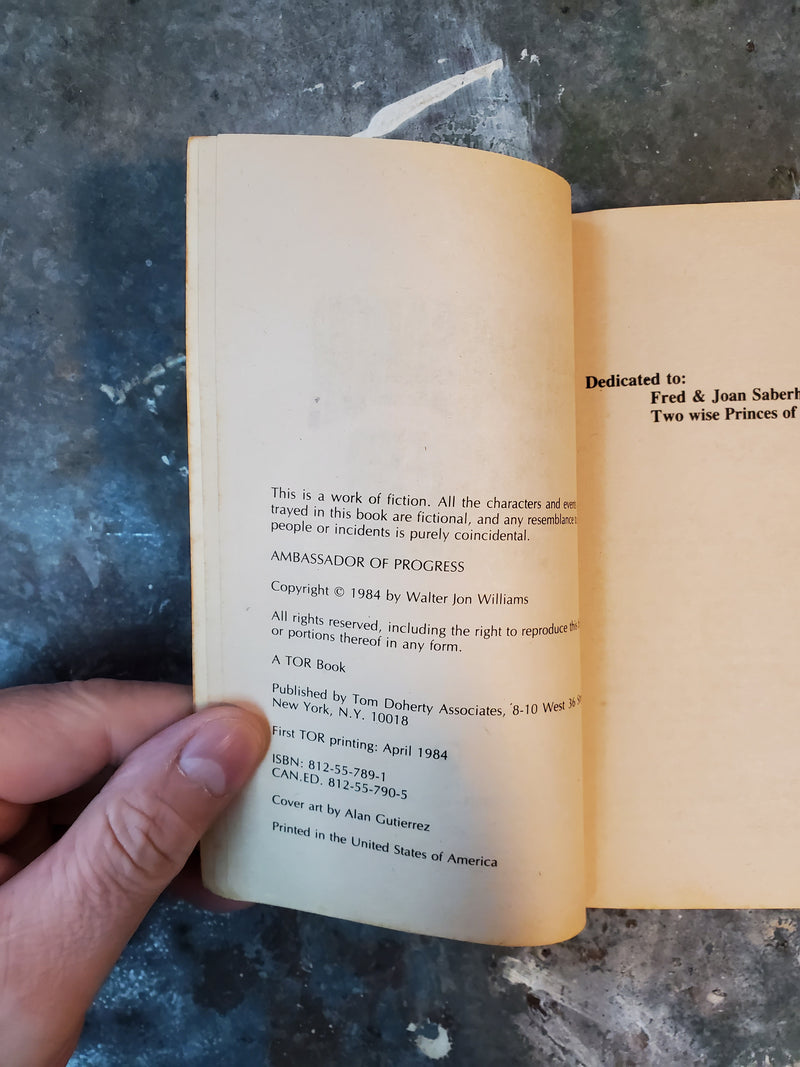 This is a work of fiction. All the characters and
trayed in this book are fictional, and any resemblance
people or incidents is purely coincidental.
AMBASSADOR OF PROGRESS
Copyright © 1984 by Walter Jon Williams
All rights reserved, including the right to reproduce this
or portions thereof in any form.
A TOR Book
Published by Tom Doherty Associates, 8-10 West 36
New York, N.Y. 10018
First TOR printing: April 1984
ISBN: 812-55-789-1
CAN.ED. 812-55-790-5
Cover art by Alan Gutierrez
Printed in the United States of America
Dedicated to:
Fred & Joan
Two wise Princes of